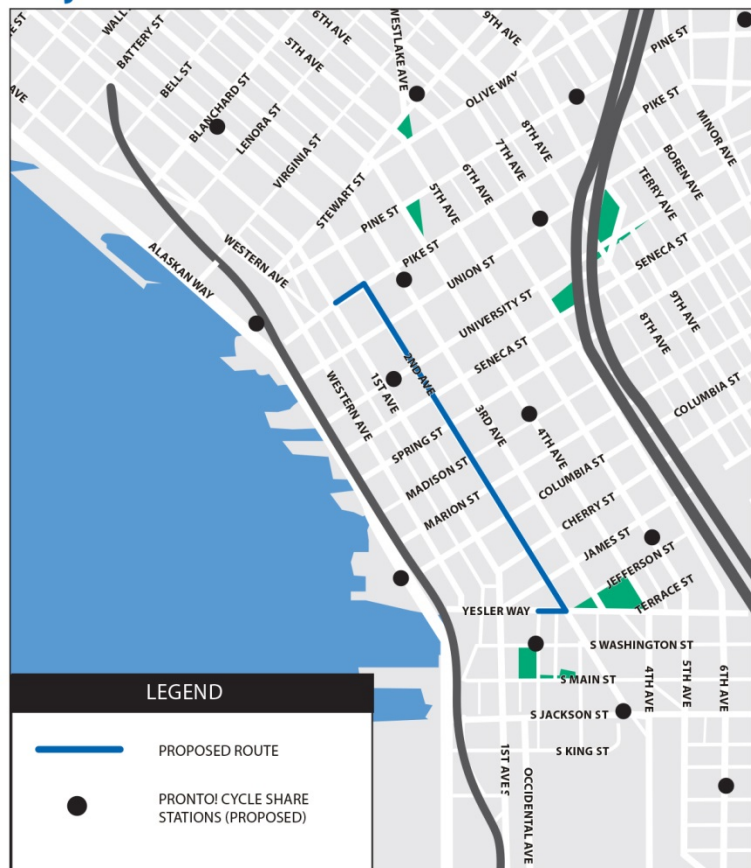 WALL
BATTERY ST
BELL ST
BLANCHARD ST
LENORA ST
VIRGINIA ST
STEWART ST
6TH AVE
5TH AVE
WESTLAKE AVE
9TH AVE
OLIVE WAY
8TH AVE
7TH AVE
6TH AVE
5TH AVE
PINE ST
PIKE ST
MINOR AVE
BOREN AVE
TERRY AVE
SENECA ST
9TH AVE
8TH AVE
COLUMBIA ST
PINE ST
PIKE ST
UNION ST
UNIVERSITY ST
SENECA ST
ALASKAN WAY
WESTERN AVE
WESTERN AVE
1ST AVE
2ND AVE
3RD AVE
4TH AVE
SPRING ST
MADISON ST
MARION ST
COLUMBIA ST
CHERRY ST
JAMES ST
JEFFERSON ST
TERRACE ST
YESLER WAY
S WASHINGTON ST
S MAIN ST
S JACKSON ST
S KING ST
4TH AVE
5TH AVE
6TH AVE
1ST AVE S
OCCIDENTAL AVE
AVE
LEGEND
PROPOSED ROUTE
PRONTO! CYCLE SHARE
STATIONS (PROPOSED)